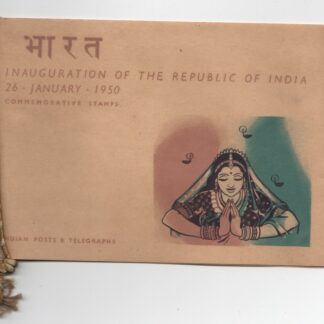 भारत
INAUGURATION OF THE REPUBLIC OF INDIA
26 - JANUARY - 1950
COMMEMORATIVE STAMPS
INDIAN POSTS & TELEGRAPHS